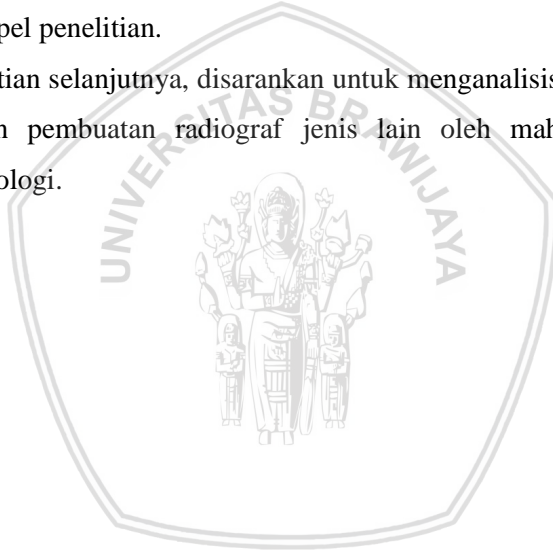 pel penelitian.
tian selanjutnya, disarankan untuk menganalisis
n pembuatan radiograf jenis lain oleh mah
ologi.
UNIVERSITAS BRAWIJAYA